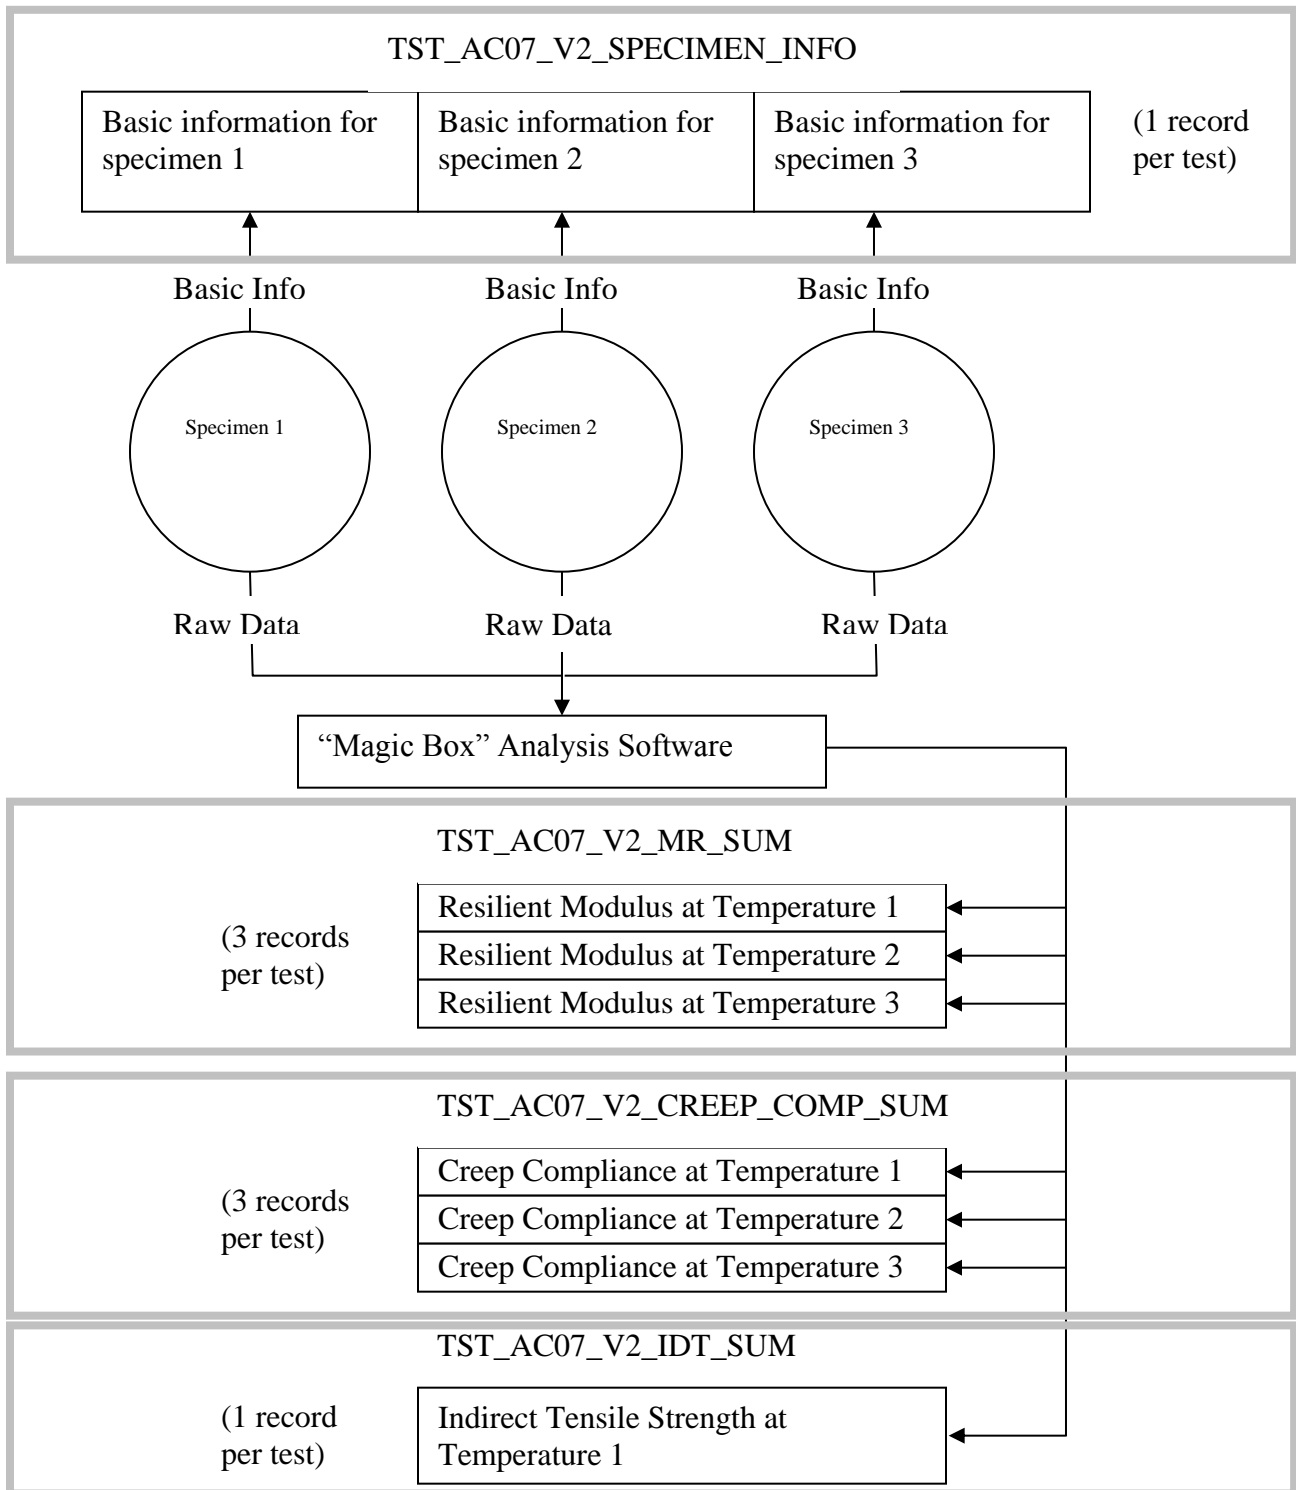 TST_AC07_V2_SPECIMEN_INFO
Basic information for
specimen 1
Basic information for
specimen 2
Basic information for
specimen 3
(1 record
per test)
Basic Info
Basic Info
Basic Info
Specimen 1
Specimen 2
Specimen 3
Raw Data
Raw Data
Raw Data
“Magic Box” Analysis Software
TST_AC07_V2_MR_SUM
(3 records
per test)
Resilient Modulus at Temperature 1
Resilient Modulus at Temperature 2
Resilient Modulus at Temperature 3
TST_AC07_V2_CREEP_COMP_SUM
(3 records
per test)
Creep Compliance at Temperature 1
Creep Compliance at Temperature 2
Creep Compliance at Temperature 3
TST_AC07_V2_IDT_SUM
(1 record
per test)
Indirect Tensile Strength at
Temperature 1